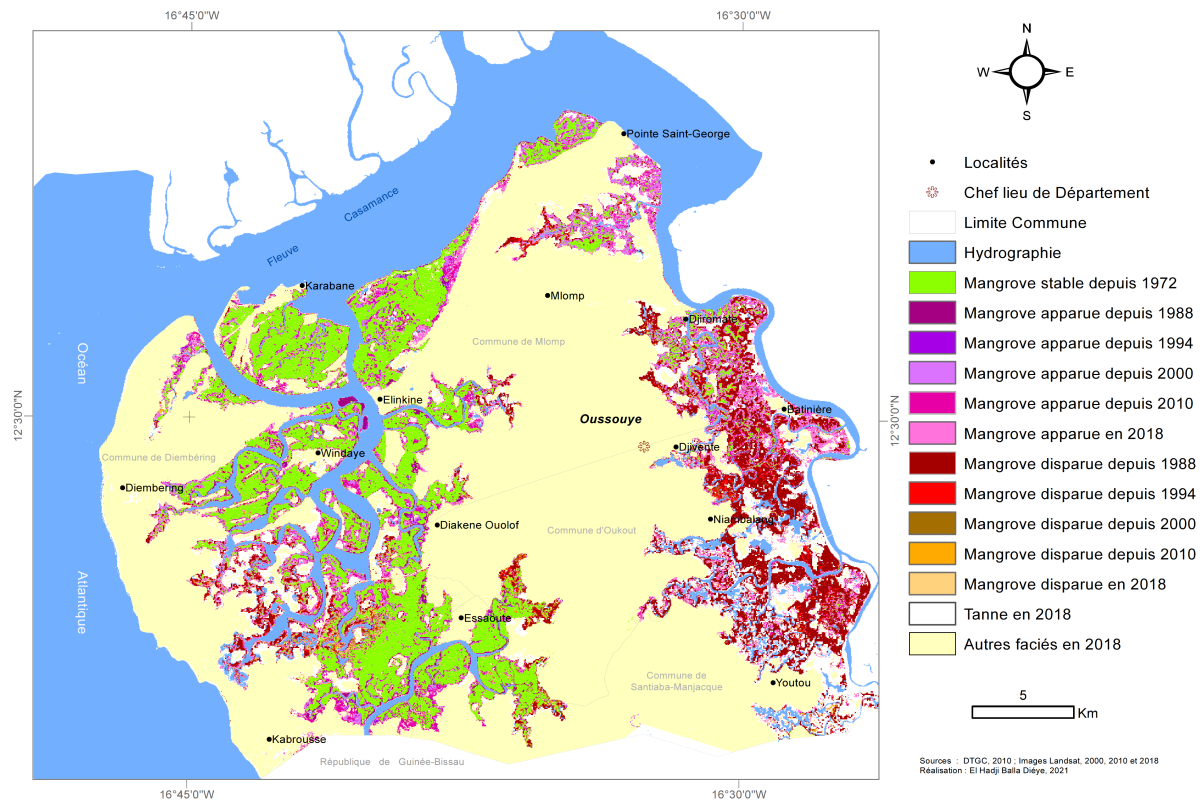 16°45'0"W
16°30'0"W
N
W
E
S
Pointe Saint-George
Casamance
Fleuve
Karabane
Mlomp
Djiromate
Commune de Mlomp
Océan
Elinkine
Oussouye
Batinière
12°30'0"N
12°30'0"N
Djivente
Windaye
Commune de Diembéring
Diembering
Niambalang
Diakene Ouolof
Commune d'Oukout
Atlantique
Essaoute
Commune de
Santiaba-Manjacque
Youtou
Kabrousse
République de Guinée-Bissau
16°45'0"W
16°30'0"W
Localités
Chef lieu de Département
Limite Commune
Hydrographie
Mangrove stable depuis 1972
Mangrove apparue depuis 1988
Mangrove apparue depuis 1994
Mangrove apparue depuis 2000
Mangrove apparue depuis 2010
Mangrove apparue en 2018
Mangrove disparue depuis 1988
Mangrove disparue depuis 1994
Mangrove disparue depuis 2000
Mangrove disparue depuis 2010
Mangrove disparue en 2018
Tanne en 2018
Autres faciés en 2018
5
Km
Sources : DTGC, 2010 ; Images Landsat, 2000, 2010 et 2018
Réalisation : El Hadji Balla Diéye, 2021